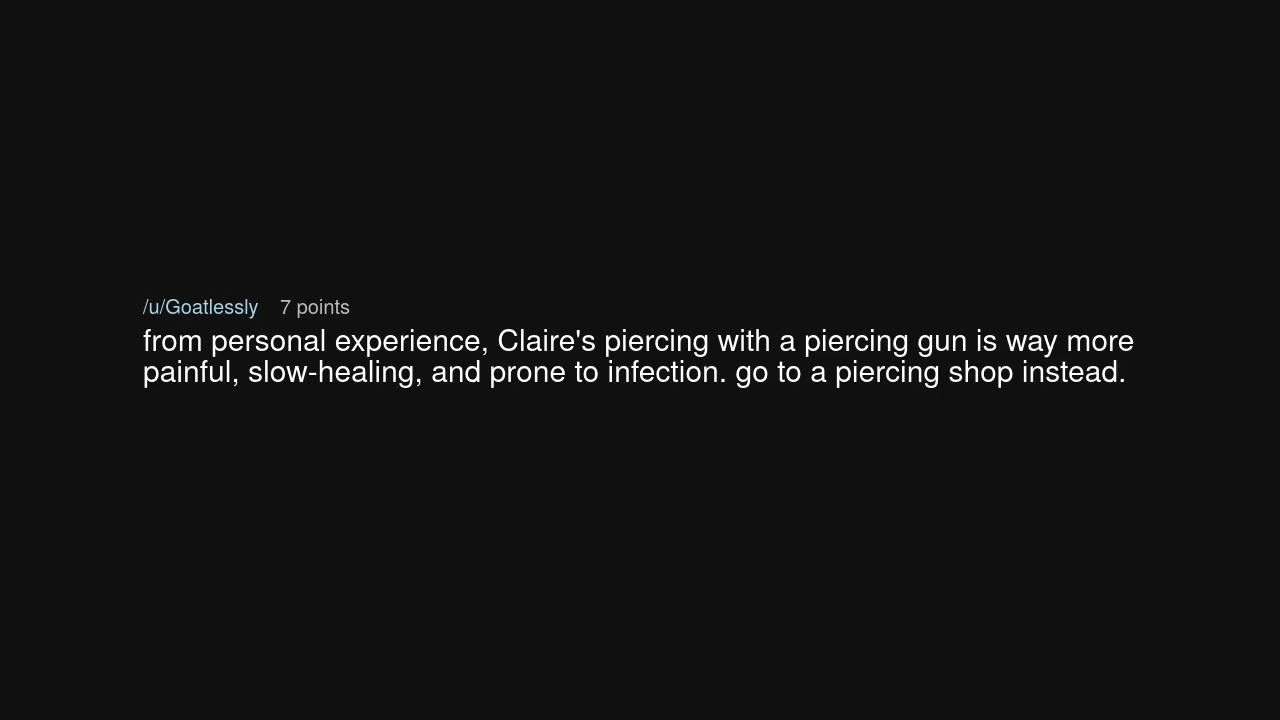 /u/Goatlessly 7 points
from personal experience, Claire's piercing with a piercing gun is way more
painful, slow-healing, and prone to infection. go to a piercing shop instead.